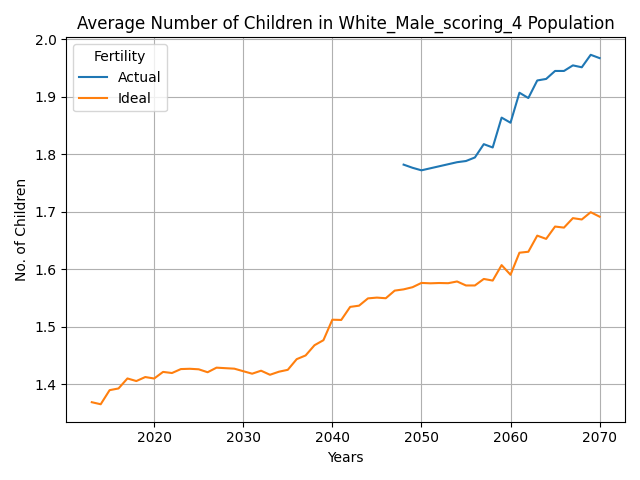 Average Number of Children in White_Male_scoring_4 Population
Fertility
Actual
Ideal
No. of Children
2.0
1.9
1.8
1.7
1.6
1.5
1.4
2020
2030
2040
2050
2060
2070
Years